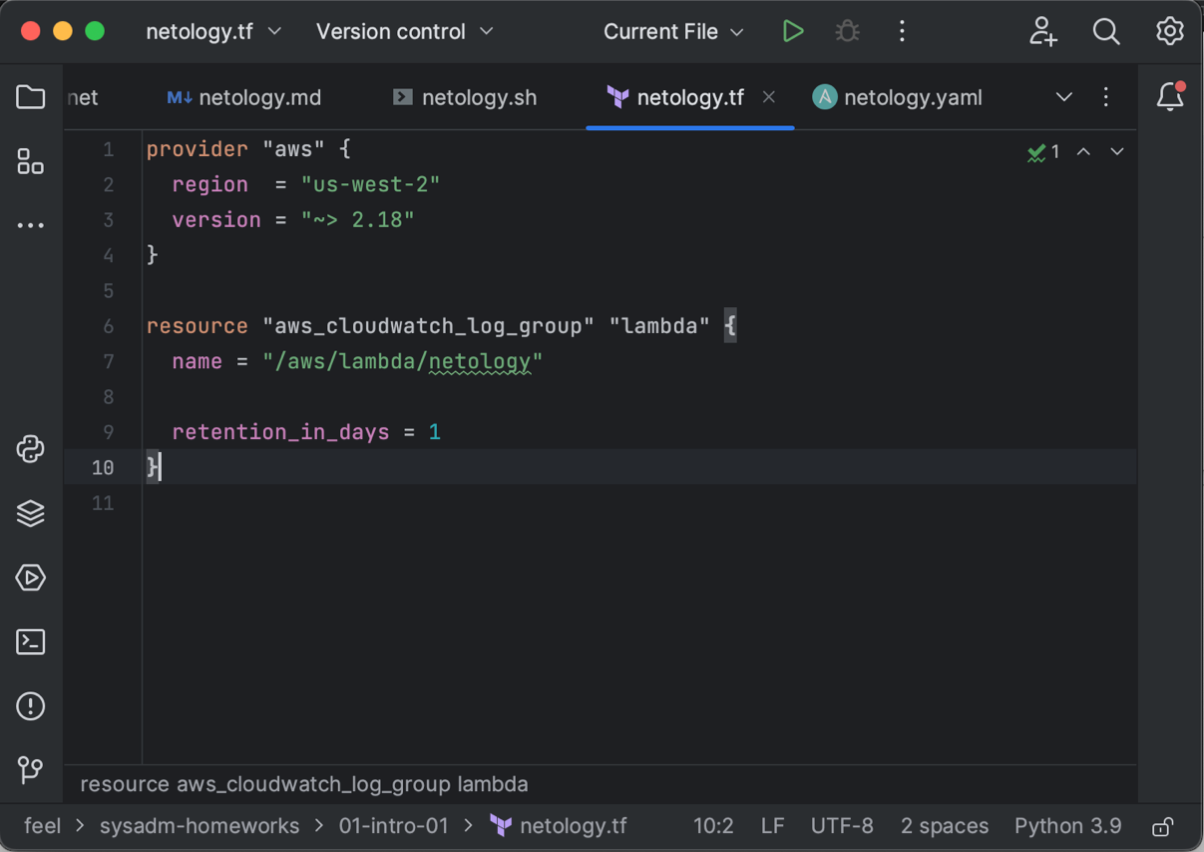 netology.tf Version control Current File
net netology.md netology.sh netology.tf netology.yaml
1 provider "aws" { 1
2 region  = "us-west-2"
3 version = "~> 2.18"
4 }
5
6 resource "aws_cloudwatch_log_group" "lambda" {
7 name = "/aws/lambda/netology"
8
9 retention_in_days = 1
10 }
11
resource aws_cloudwatch_log_group lambda
feel > sysadm-homeworks > 01-intro-01 > netology.tf 10:2 LF UTF-8 2 spaces Python 3.9